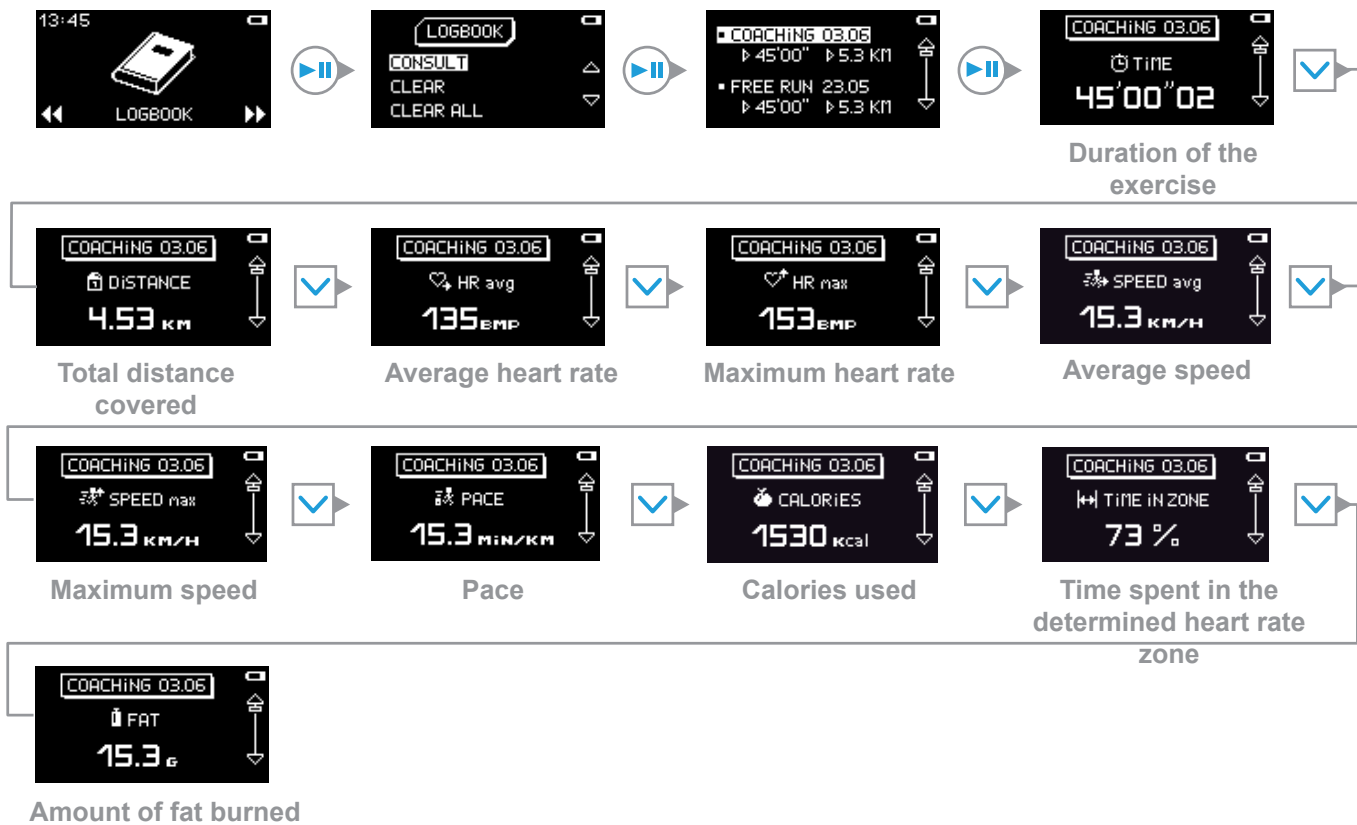 13:45
LOGBOOK
LOGBOOK
CONSULT
CLEAR
CLEAR ALL
COACHiNG 03.06
45'00" 5.3 KM
FREE RUN 23.05
45'00" 5.3 KM
COACHiNG 03.06
TiME
45'00"02
Duration of the
exercise
COACHiNG 03.06
DiSTANCE
4.53 KM
Total distance
covered
COACHiNG 03.06
HR avg
135BMP
Average heart rate
COACHiNG 03.06
HR max
153BMP
Maximum heart rate
COACHiNG 03.06
SPEED avg
15.3 KM/H
Average speed
COACHiNG 03.06
SPEED max
15.3 KM/H
Maximum speed
COACHiNG 03.06
PACE
15.3 MiN/KM
Pace
COACHiNG 03.06
CALORiES
1530 Kcal
Calories used
COACHiNG 03.06
TiME iN ZONE
73 %
Time spent in the
determined heart rate
zone
COACHiNG 03.06
FAT
15.3 G
Amount of fat burned